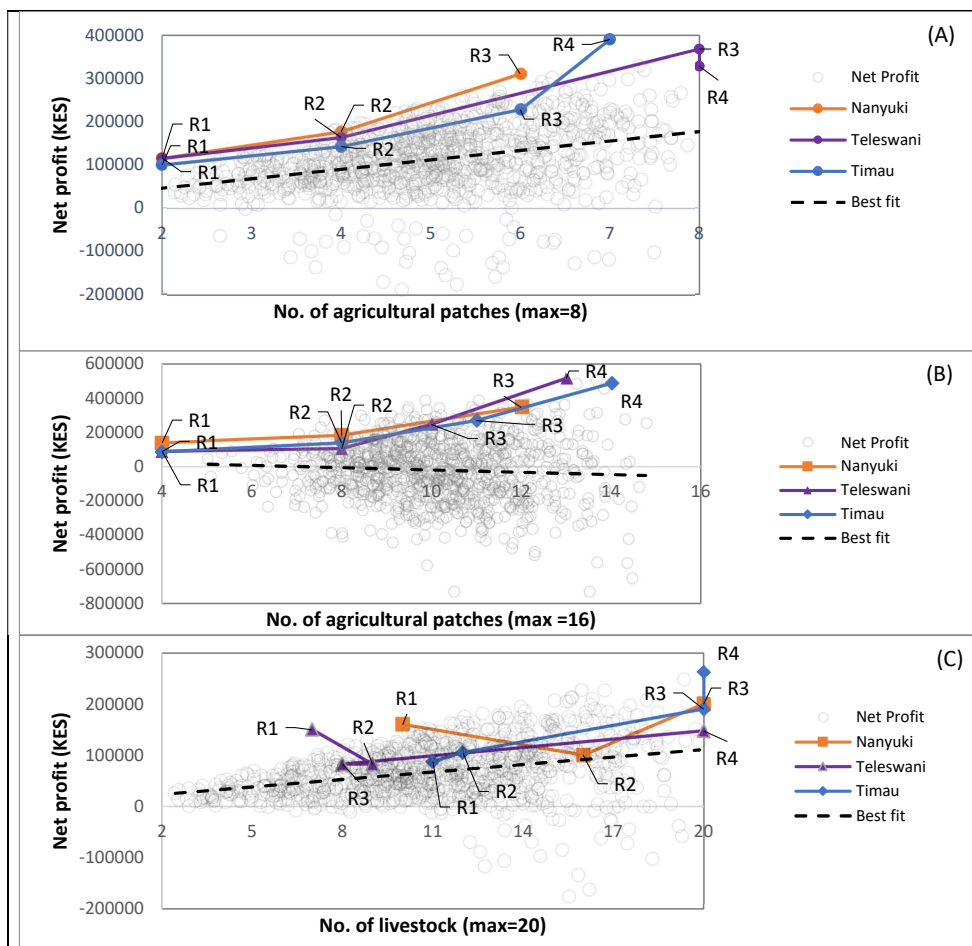 (A)
Net profit (KES)
400000
300000
200000
100000
0
-100000
-200000
2
3
4
5
6
7
8
R1
R1
R1
R2
R2
R2
R3
R3
R4
R3
R4
Net Profit
Nanyuki
Teleswani
Timau
Best fit
No. of agricultural patches (max=8)
(B)
Net profit (KES)
600000
400000
200000
0
-200000
-400000
-600000
-800000
4
6
8
10
12
14
16
R1
R1
R1
R2
R2
R2
R3
R3
R3
R4
R4
Net Profit
Nanyuki
Teleswani
Timau
Best fit
No. of agricultural patches (max =16)
(C)
Net profit (KES)
300000
200000
100000
0
-100000
-200000
2
5
8
11
14
17
20
R1
R1
R1
R2
R2
R2
R3
R3
R3
R4
R4
Net Profit
Nanyuki
Teleswani
Timau
Best fit
No. of livestock (max=20)